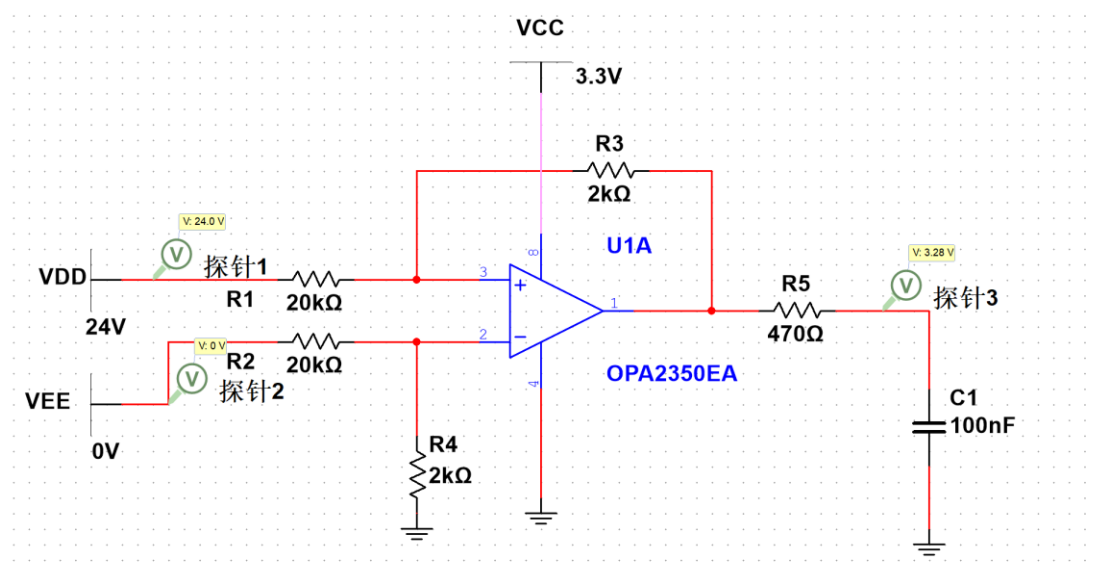 VCC
3.3V
R3
2kΩ
V: 24.0 V
探针1
VDD
24V
R1
20kΩ
3
8
U1A
1
R5
470Ω
V: 3.28 V
探针3
V: 0 V
探针2
R2
20kΩ
2
4
OPA2350EA
VEE
0V
R4
2kΩ
C1
100nF